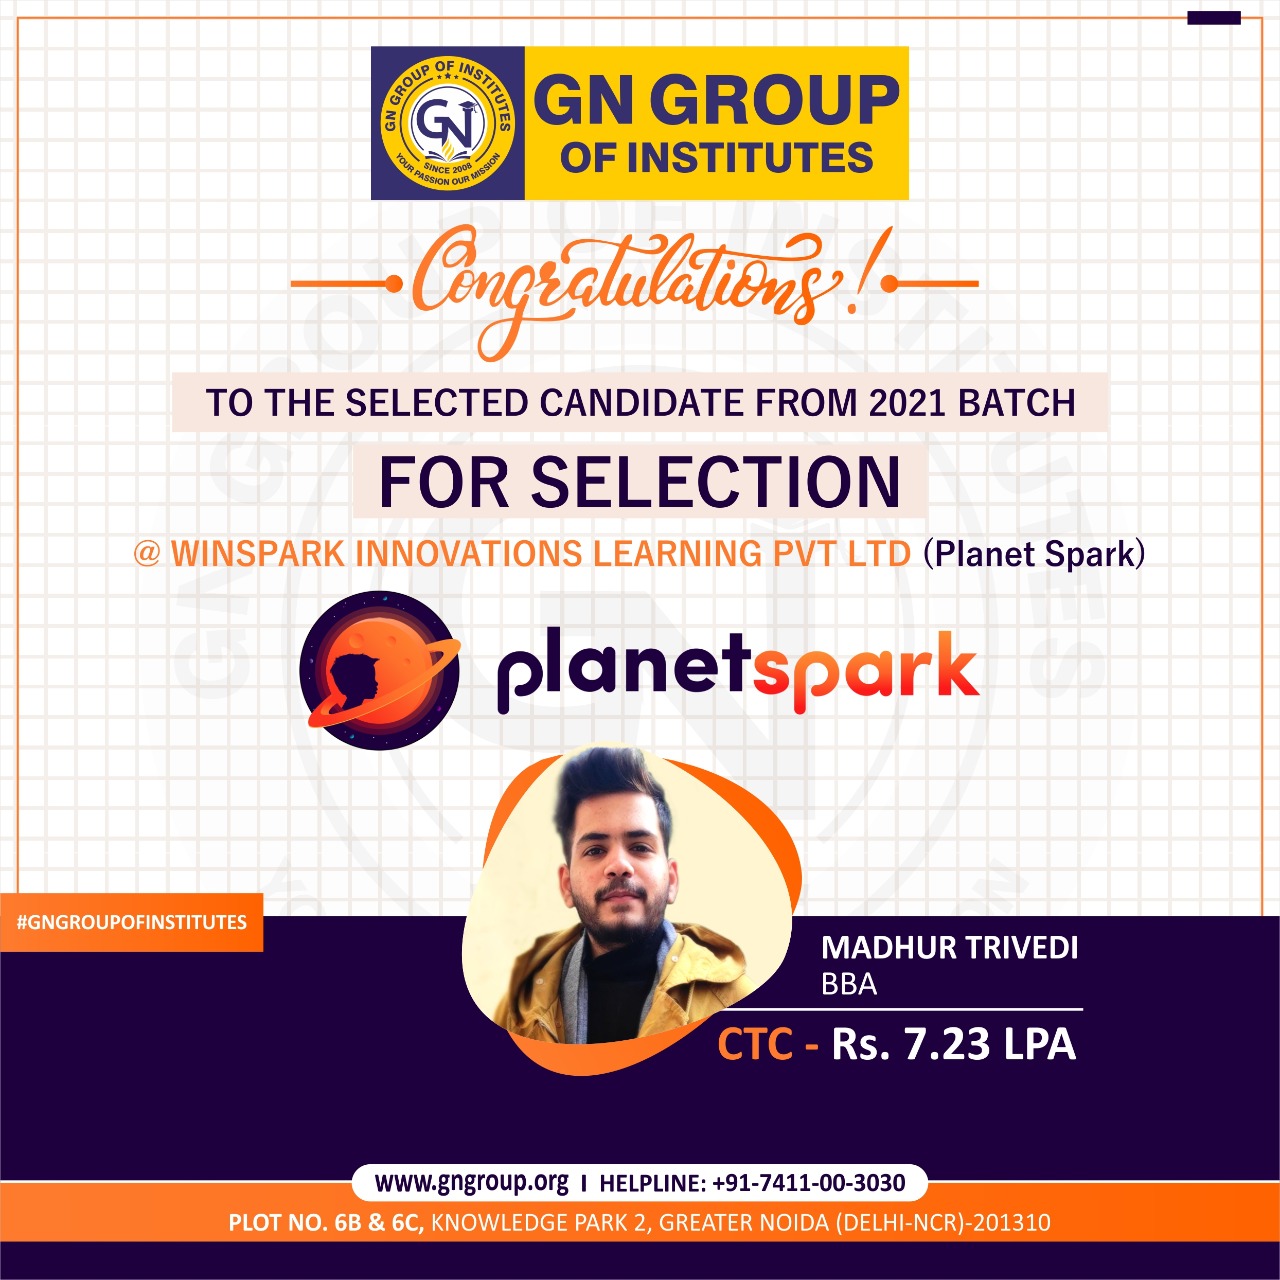 GN GROUP OF INSTITUTES
GN
SINCE 2008
YOUR PASSION OUR MISSION
GN GROUP
OF INSTITUTES
Congratulations!
TO THE SELECTED CANDIDATE FROM 2021 BATCH
FOR SELECTION
@ WINSPARK INNOVATIONS LEARNING PVT LTD (Planet Spark)
planetspark
#GNGROUPOFINSTITUTES
MADHUR TRIVEDI
BBA
CTC - Rs. 7.23 LPA
www.gngroup.org I HELPLINE: +91-7411-00-3030
PLOT NO. 6B & 6C, KNOWLEDGE PARK 2, GREATER NOIDA (DELHI-NCR)-201310